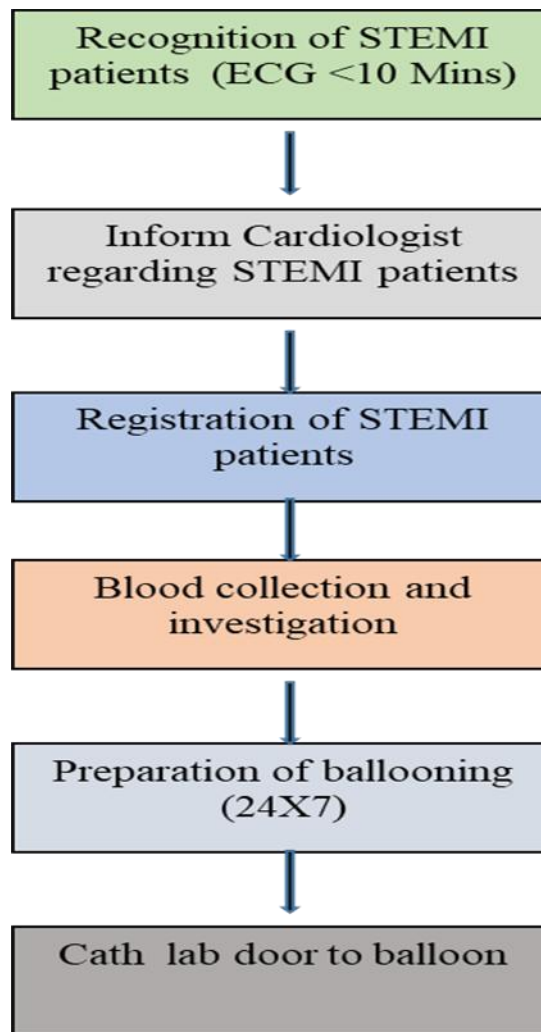 Recognition of STEMI
patients (ECG <10 Mins)
Inform Cardiologist
regarding STEMI patients
Registration of STEMI
patients
Blood collection and
investigation
Preparation of ballooning
(24X7)
Cath lab door to balloon